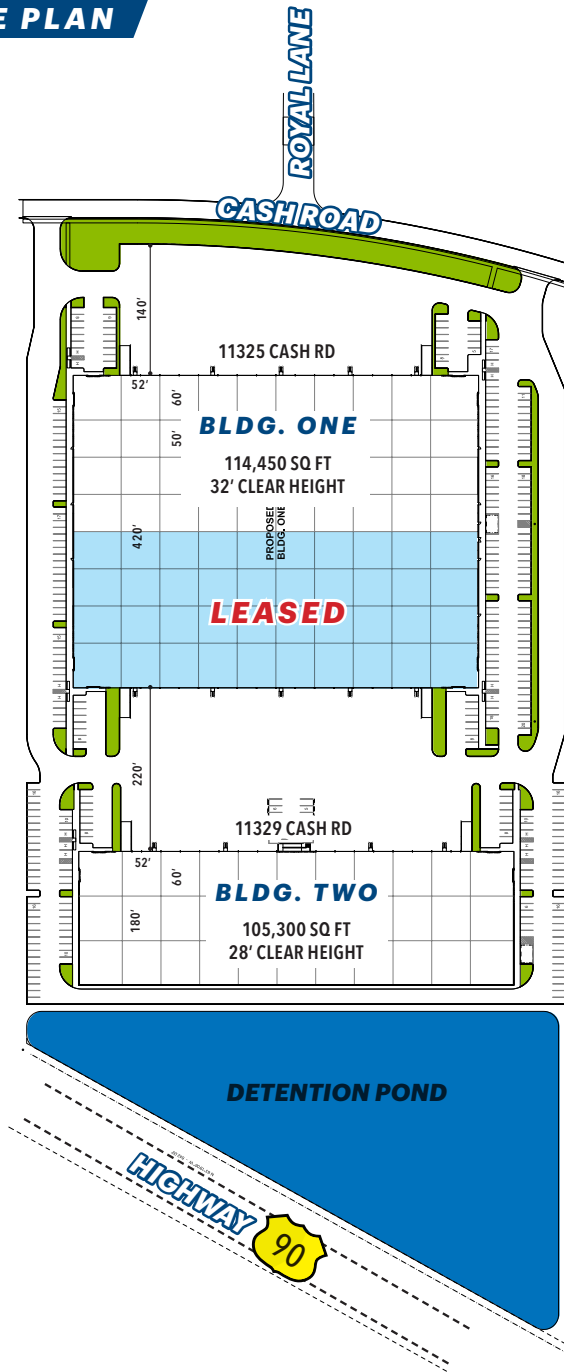 E PLAN
ROYAL LANE
CASH ROAD
140'
11325 CASH RD
52'
60'
BLDG. ONE
50'
114,450 SQ FT
32' CLEAR HEIGHT
PROPOSED
BLDG. ONE
420'
LEASED
220'
11329 CASH RD
52'
60'
BLDG. TWO
180'
105,300 SQ FT
28' CLEAR HEIGHT
DETENTION POND
HIGHWAY
90